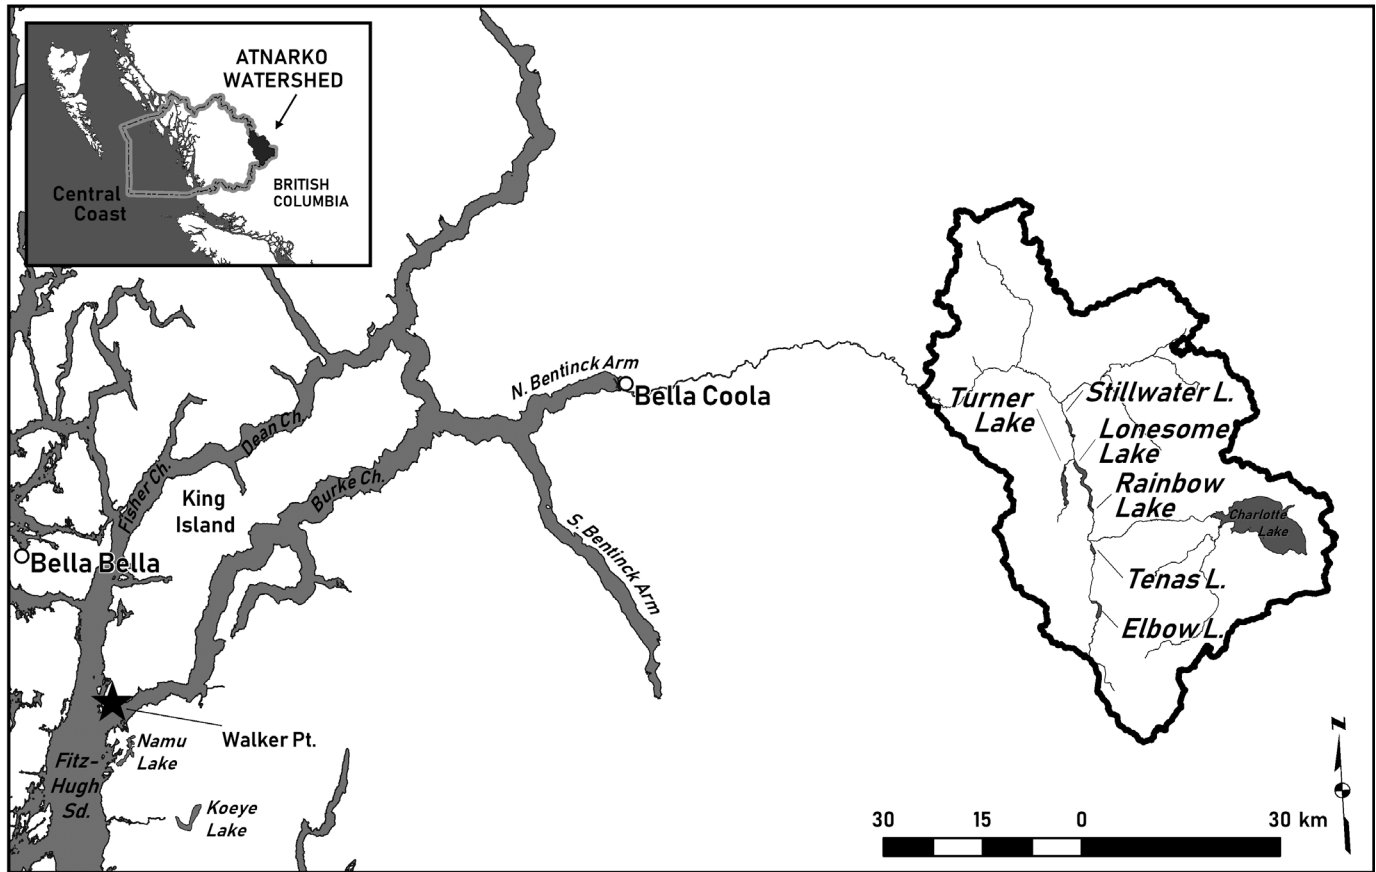 ATNARKO
WATERSHED
Central
Coast
BRITISH
COLUMBIA
N. Bentinck Arm
Bella Coola
Dean Ch.
Fisher Ch.
King
Island
Burke Ch.
S. Bentinck Arm
Bella Bella
Walker Pt.
Namu
Lake
Fitz-
Hugh
Sd.
Koeye
Lake
Turner
Lake
Stillwater L.
Lonesome
Lake
Rainbow
Lake
Charlotte
Lake
Tenas L.
Elbow L.
N
30 15 0 30 km